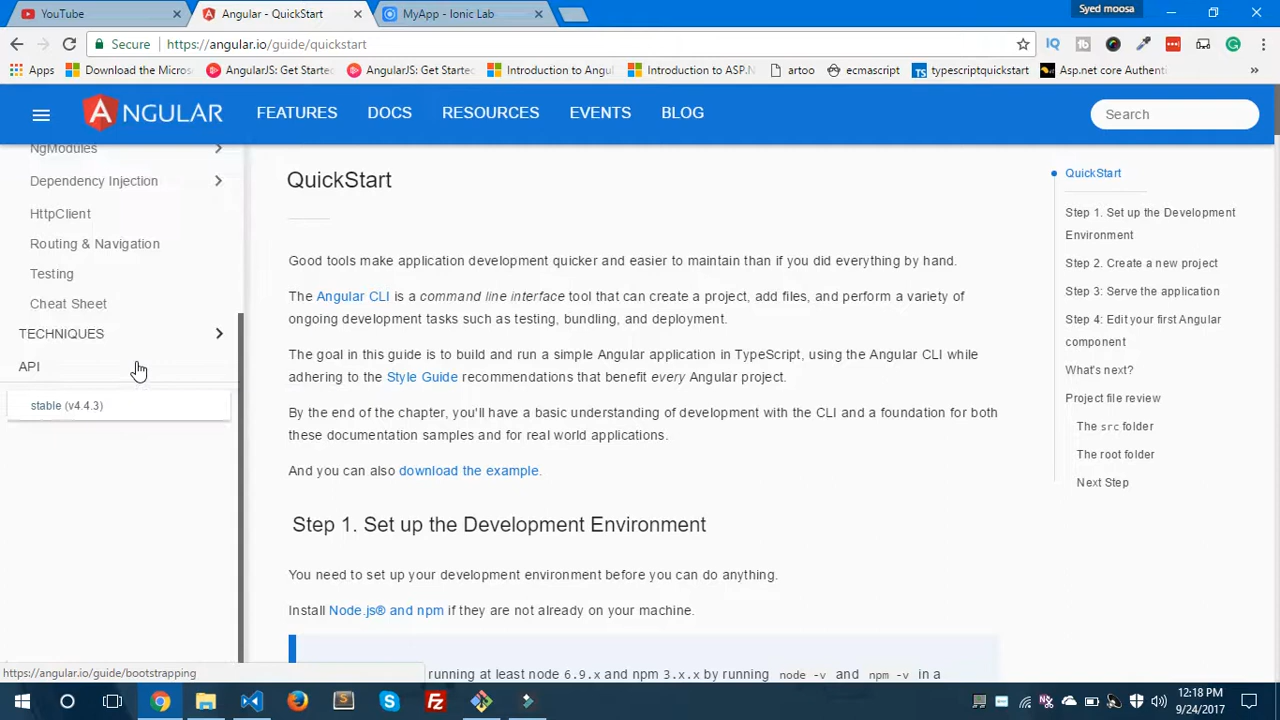 YouTube
Angular - QuickStart
MyApp - Ionic Lab
Syed moosa
Secure
https://angular.io/guide/quickstart
Apps
Download the Micros
AngularJS: Get Started
AngularJS: Get Started
Introduction to Angul
Introduction to ASP.N
artoo
ecmascript
typescriptquickstart
Asp.net core Authenti
ANGULAR
FEATURES
DOCS
RESOURCES
EVENTS
BLOG
Search
NgModules
Dependency Injection
HttpClient
Routing & Navigation
Testing
Cheat Sheet
TECHNIQUES
API
stable (v4.4.3)
QuickStart
Good tools make application development quicker and easier to maintain than if you did everything by hand.
The Angular CLI is a command line interface tool that can create a project, add files, and perform a variety of
ongoing development tasks such as testing, bundling, and deployment.
The goal in this guide is to build and run a simple Angular application in TypeScript, using the Angular CLI while
adhering to the Style Guide recommendations that benefit every Angular project.
By the end of the chapter, you'll have a basic understanding of development with the CLI and a foundation for both
these documentation samples and for real world applications.
And you can also download the example.
Step 1. Set up the Development Environment
You need to set up your development environment before you can do anything.
Install Node.js® and npm if they are not already on your machine.
running at least node 6.9.x and npm 3.x.x by running node -v and npm -v in a
QuickStart
Step 1. Set up the Development
Environment
Step 2. Create a new project
Step 3: Serve the application
Step 4: Edit your first Angular
component
What's next?
Project file review
The src folder
The root folder
Next Step
https://angular.io/guide/bootstrapping
12:18 PM
9/24/2017